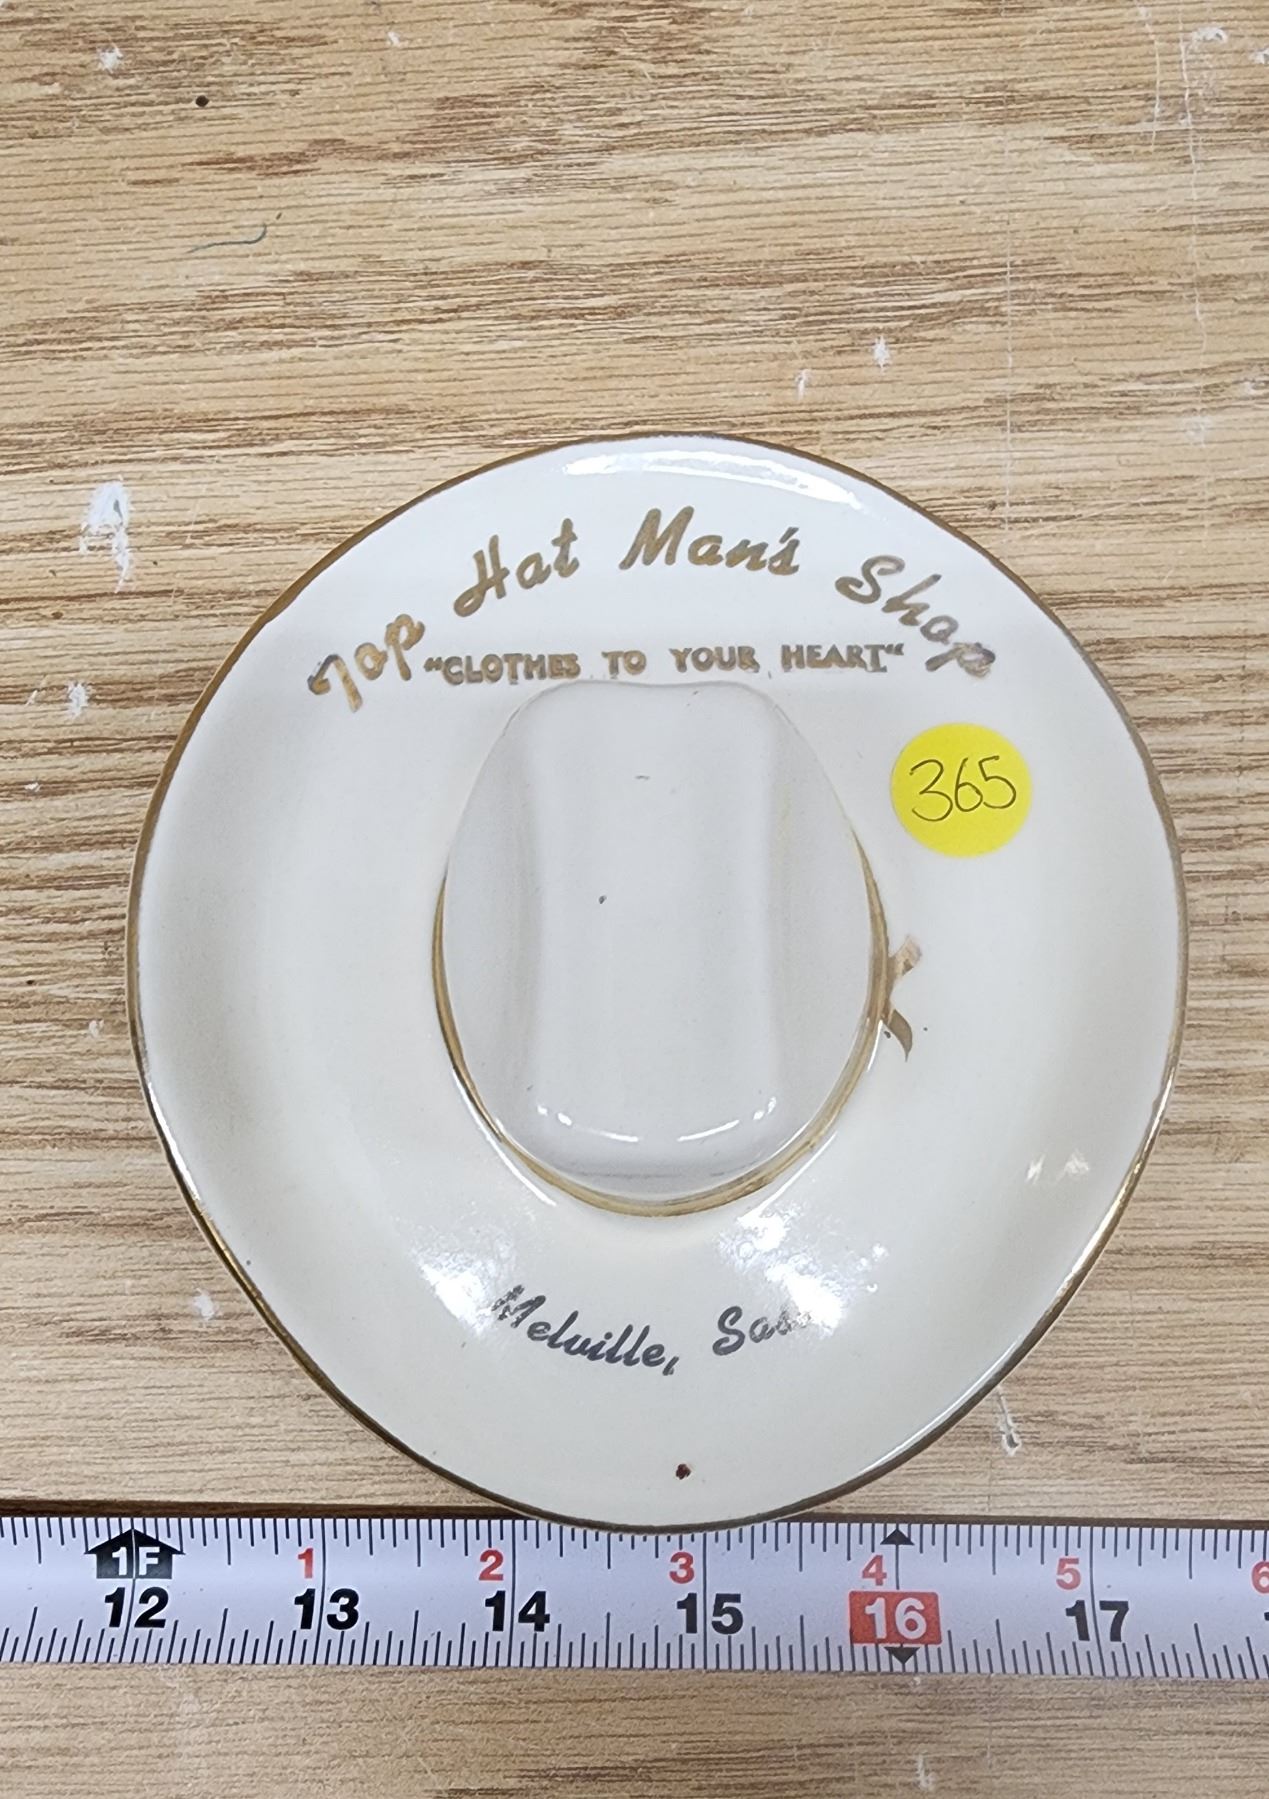 Top Hat Man's Shop
"CLOTHES TO YOUR HEART"
365
Melville, Sask
1F 1 2 3 4 5 6
12 13 14 15 16 17